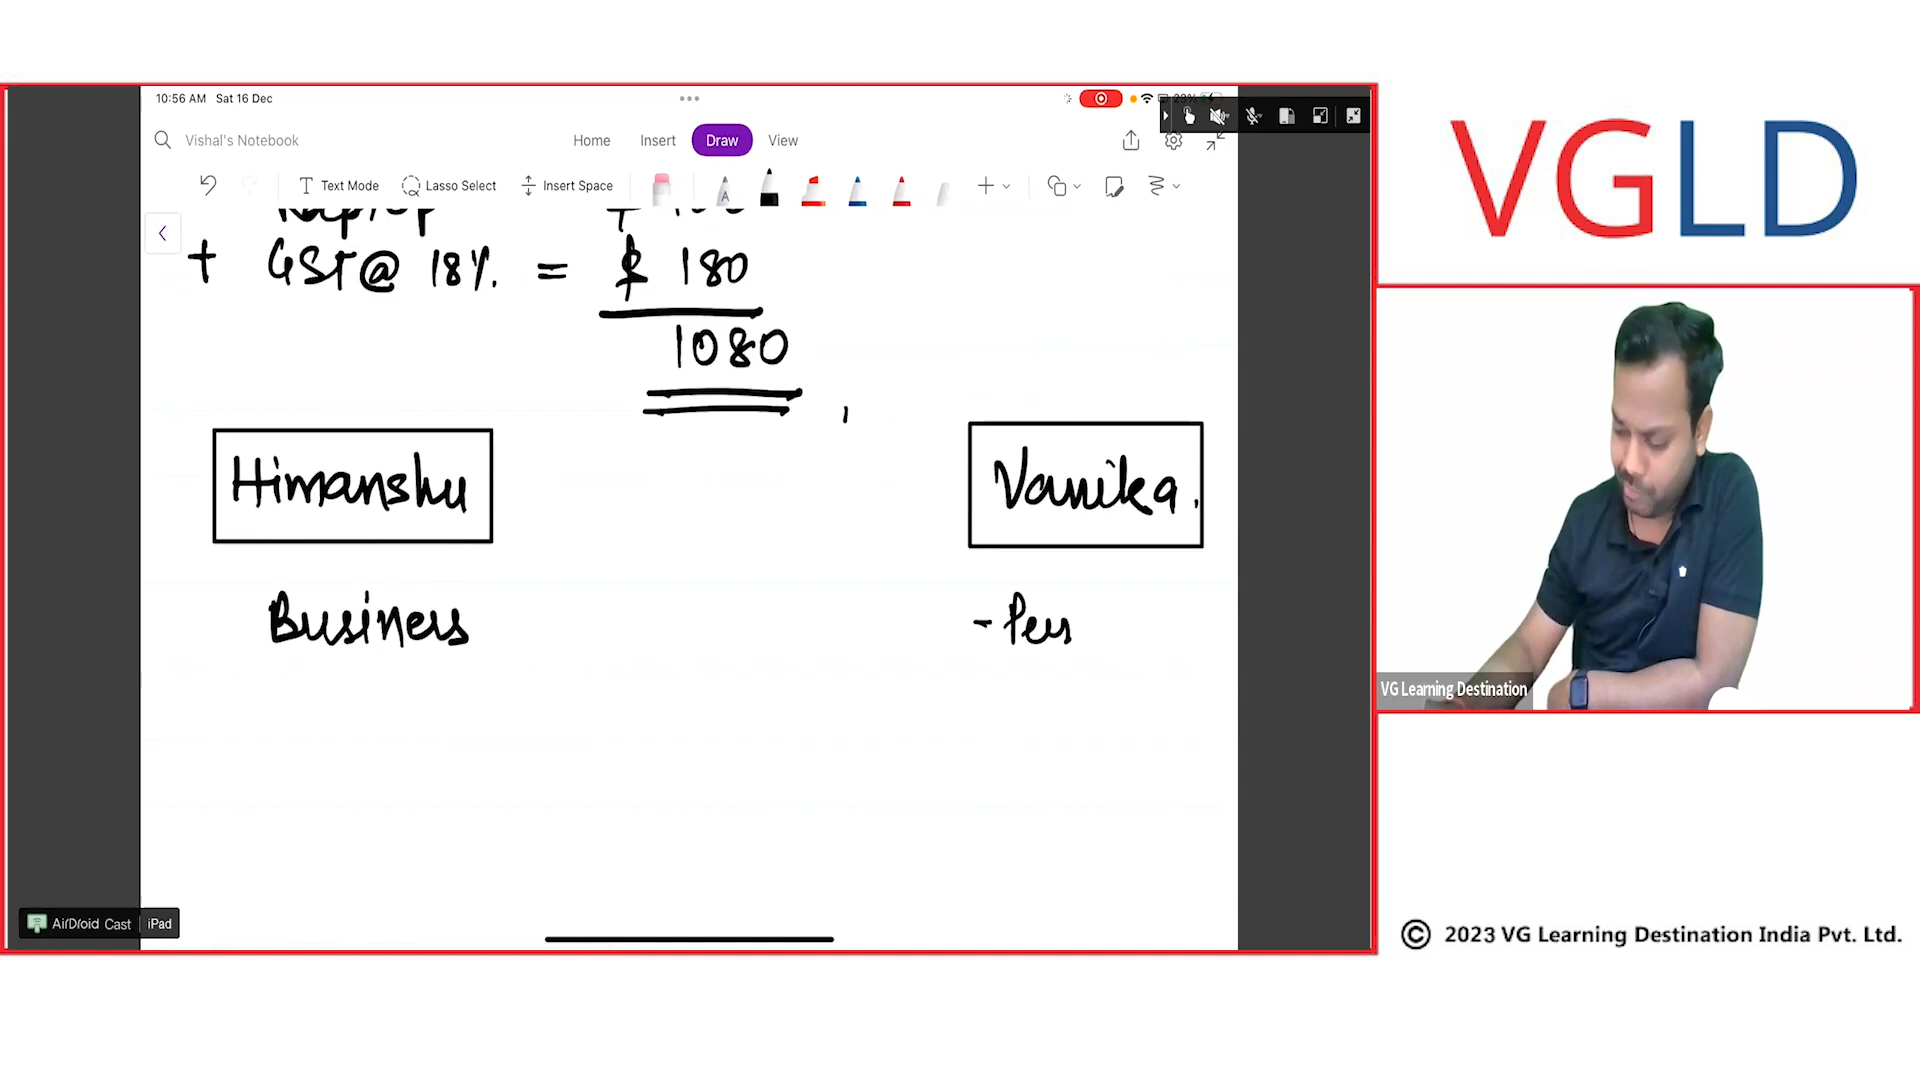 10:56 AM Sat 16 Dec
23%
VGLD
Vishal's Notebook
Home Insert Draw View
Text Mode Lasso Select Insert Space
+ GST@ 18%. = $ 180
1080
Himanshu
Vanika.
Business
- Pers
VG Learning Destination
AirDroid Cast iPad
© 2023 VG Learning Destination India Pvt. Ltd.